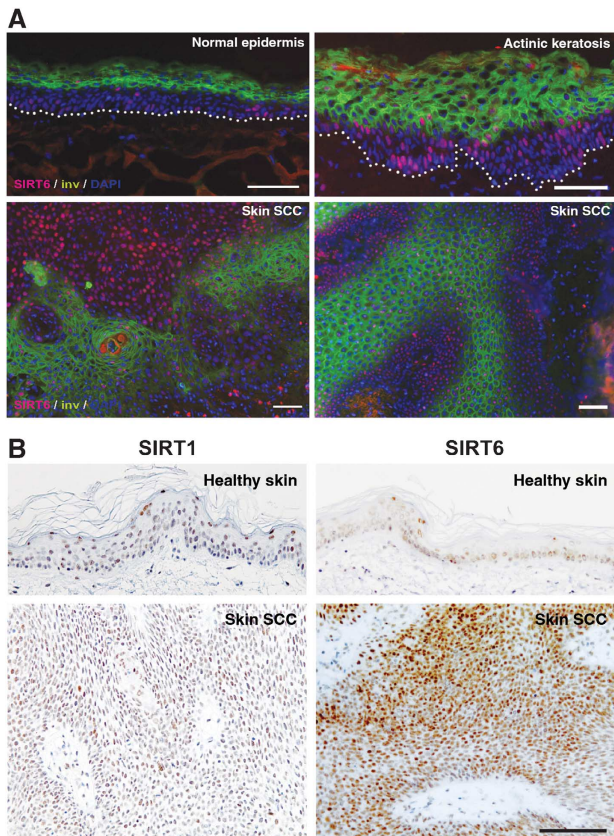 A
Normal epidermis
Actinic keratosis
SIRT6 / inv / DAPI
Skin SCC
Skin SCC
SIRT6 / inv /
B
SIRT1
SIRT6
Healthy skin
Healthy skin
Skin SCC
Skin SCC